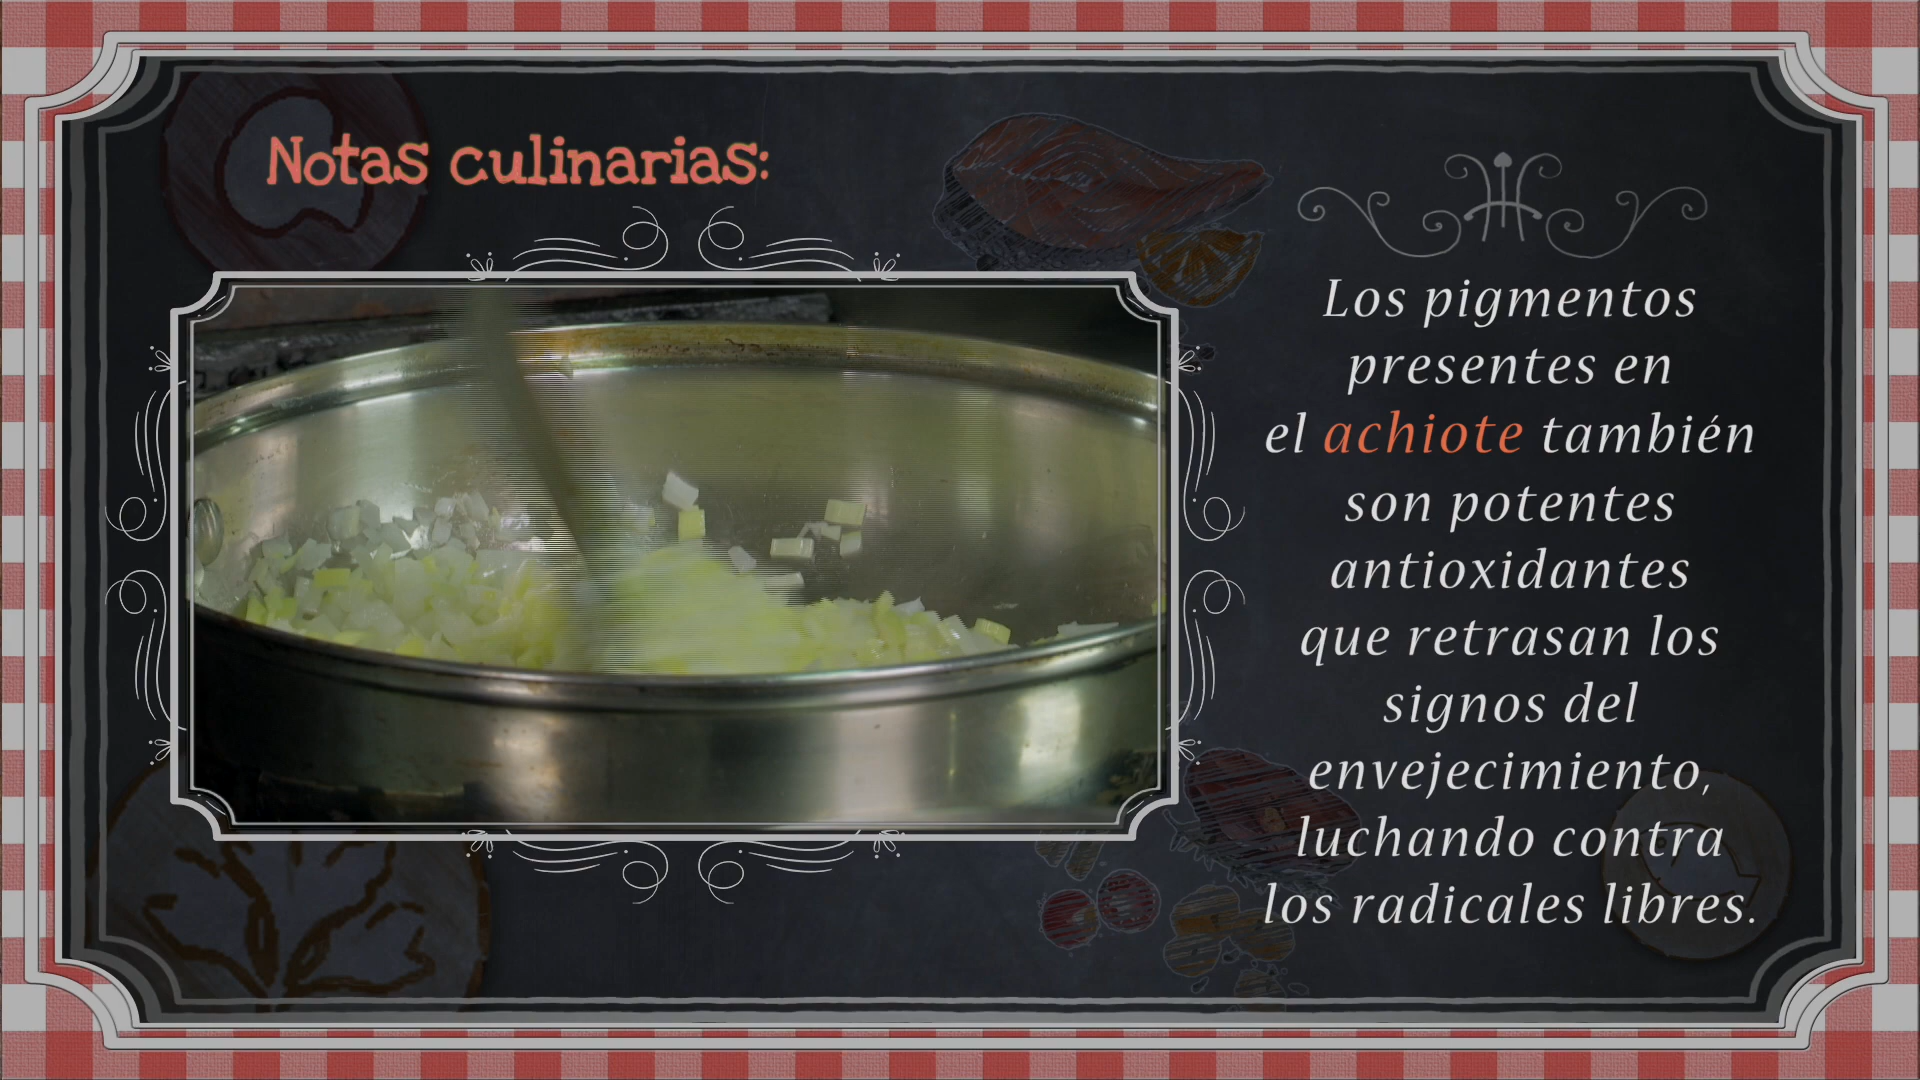 Notas culinarias:
Los pigmentos
presentes en
el achiote también
son potentes
antioxidantes
que retrasan los
signos del
envejecimiento,
luchando contra
los radicales libres.